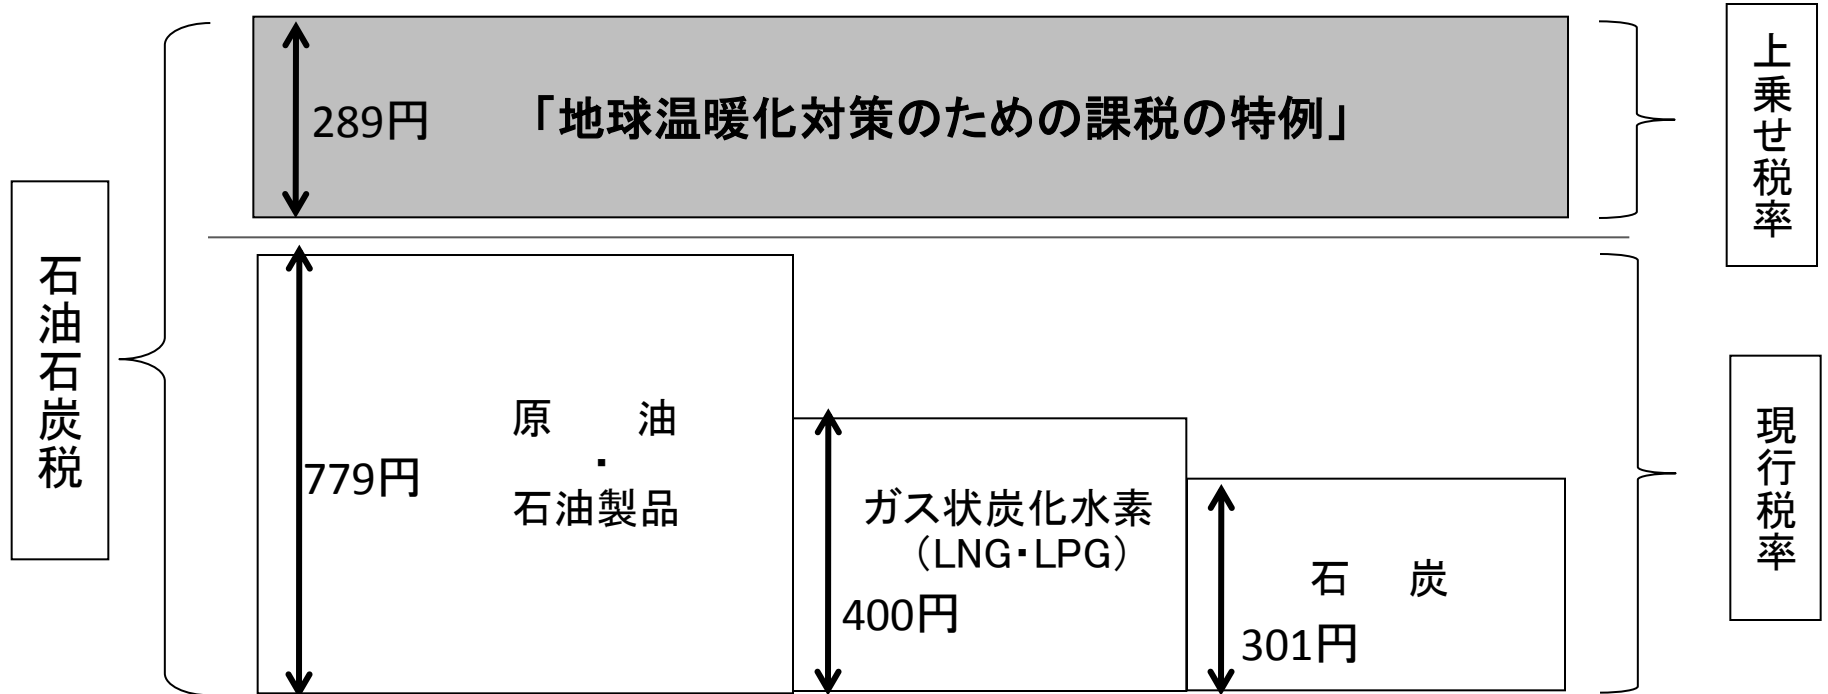 289円
「地球温暖化対策のための課税の特例」
上乗せ税率
石油石炭税
779円
原　　油
・
石油製品
400円
ガス状炭化水素
（LNG・LPG）
301円
石　炭
現行税率